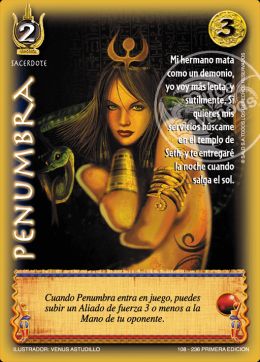 2
3
SACERDOTE
PENUMBRA
Mi hermano mata
como un demonio,
yo voy más lenta, y
sutilmente. Si
quieres mis
servicios búscame
en el templo de
Seth, y te entregaré
la noche cuando
salga el sol.
Cuando Penumbra entra en juego, puedes
subir un Aliado de fuerza 3 o menos a la
Mano de tu oponente.
ILUSTRADOR: VENUS ASTUDILLO
108 - 236 PRIMERA EDICION